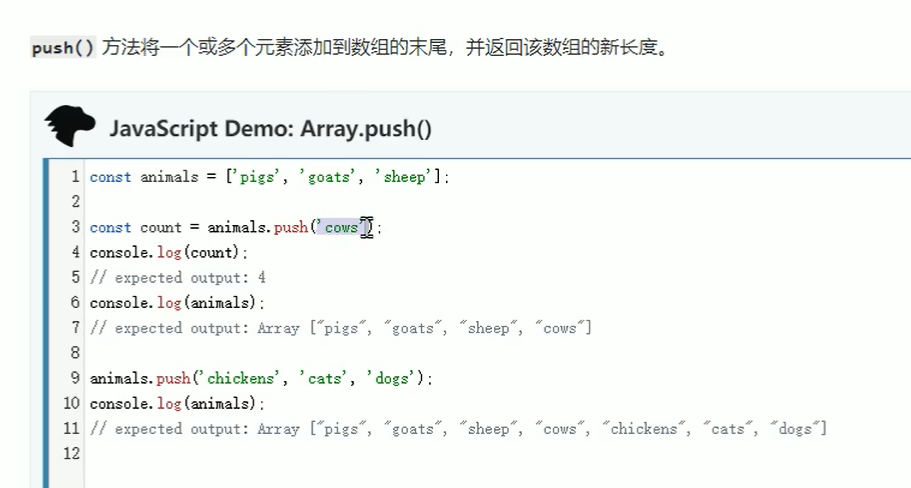 push() 方法将一个或多个元素添加到数组的末尾，并返回该数组的新长度。
JavaScript Demo: Array.push()
1 const animals = ['pigs', 'goats', 'sheep'];
2
3 const count = animals.push('cows');
4 console.log(count);
5 // expected output: 4
6 console.log(animals);
7 // expected output: Array ["pigs", "goats", "sheep", "cows"]
8
9 animals.push('chickens', 'cats', 'dogs');
10 console.log(animals);
11 // expected output: Array ["pigs", "goats", "sheep", "cows", "chickens", "cats", "dogs"]
12